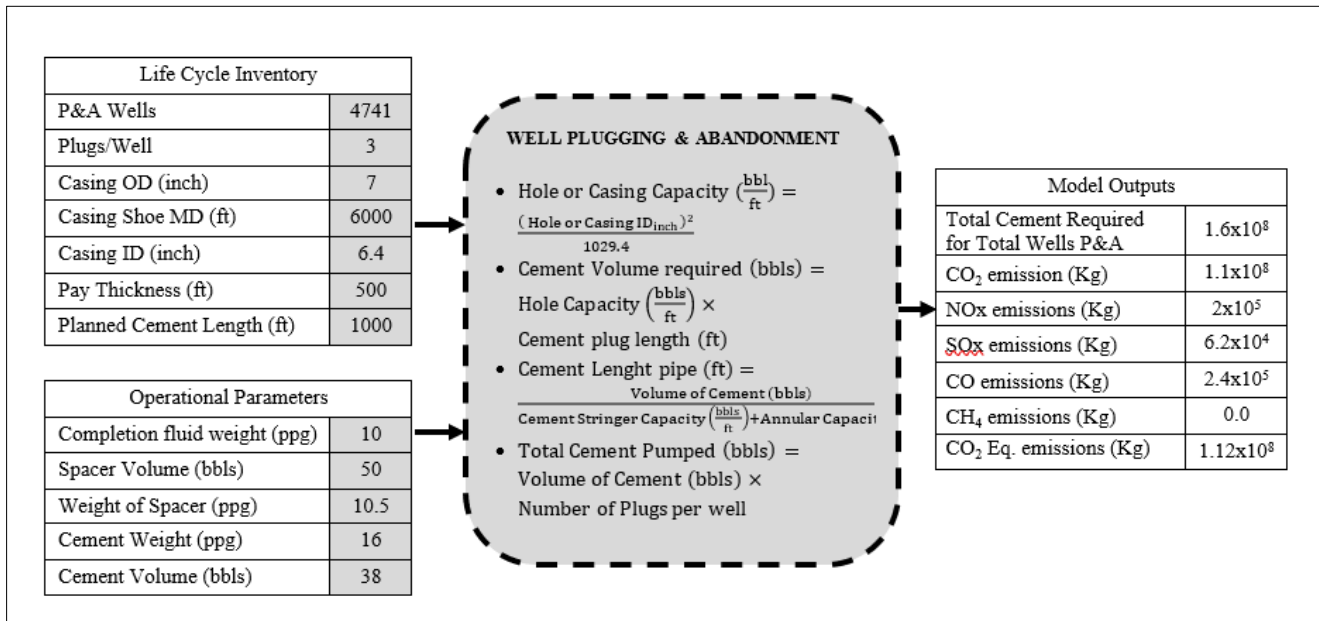 Life Cycle Inventory
P&A Wells 4741
Plugs/Well 3
Casing OD (inch) 7
Casing Shoe MD (ft) 6000
Casing ID (inch) 6.4
Pay Thickness (ft) 500
Planned Cement Length (ft) 1000
Operational Parameters
Completion fluid weight (ppg) 10
Spacer Volume (bbls) 50
Weight of Spacer (ppg) 10.5
Cement Weight (ppg) 16
Cement Volume (bbls) 38
WELL PLUGGING & ABANDONMENT
• Hole or Casing Capacity (bbl/ft) =
(Hole or Casing ID inch)²
1029.4
• Cement Volume required (bbls) =
Hole Capacity (bbls/ft) ×
Cement plug length (ft)
• Cement Lenght pipe (ft) =
Volume of Cement (bbls)
Cement Stringer Capacity (bbls/ft)+Annular Capacit
• Total Cement Pumped (bbls) =
Volume of Cement (bbls) ×
Number of Plugs per well
Model Outputs
Total Cement Required
for Total Wells P&A 1.6x10⁸
CO₂ emission (Kg) 1.1x10⁸
NOx emissions (Kg) 2x10⁵
SOx emissions (Kg) 6.2x10⁴
CO emissions (Kg) 2.4x10⁵
CH₄ emissions (Kg) 0.0
CO₂ Eq. emissions (Kg) 1.12x10⁸